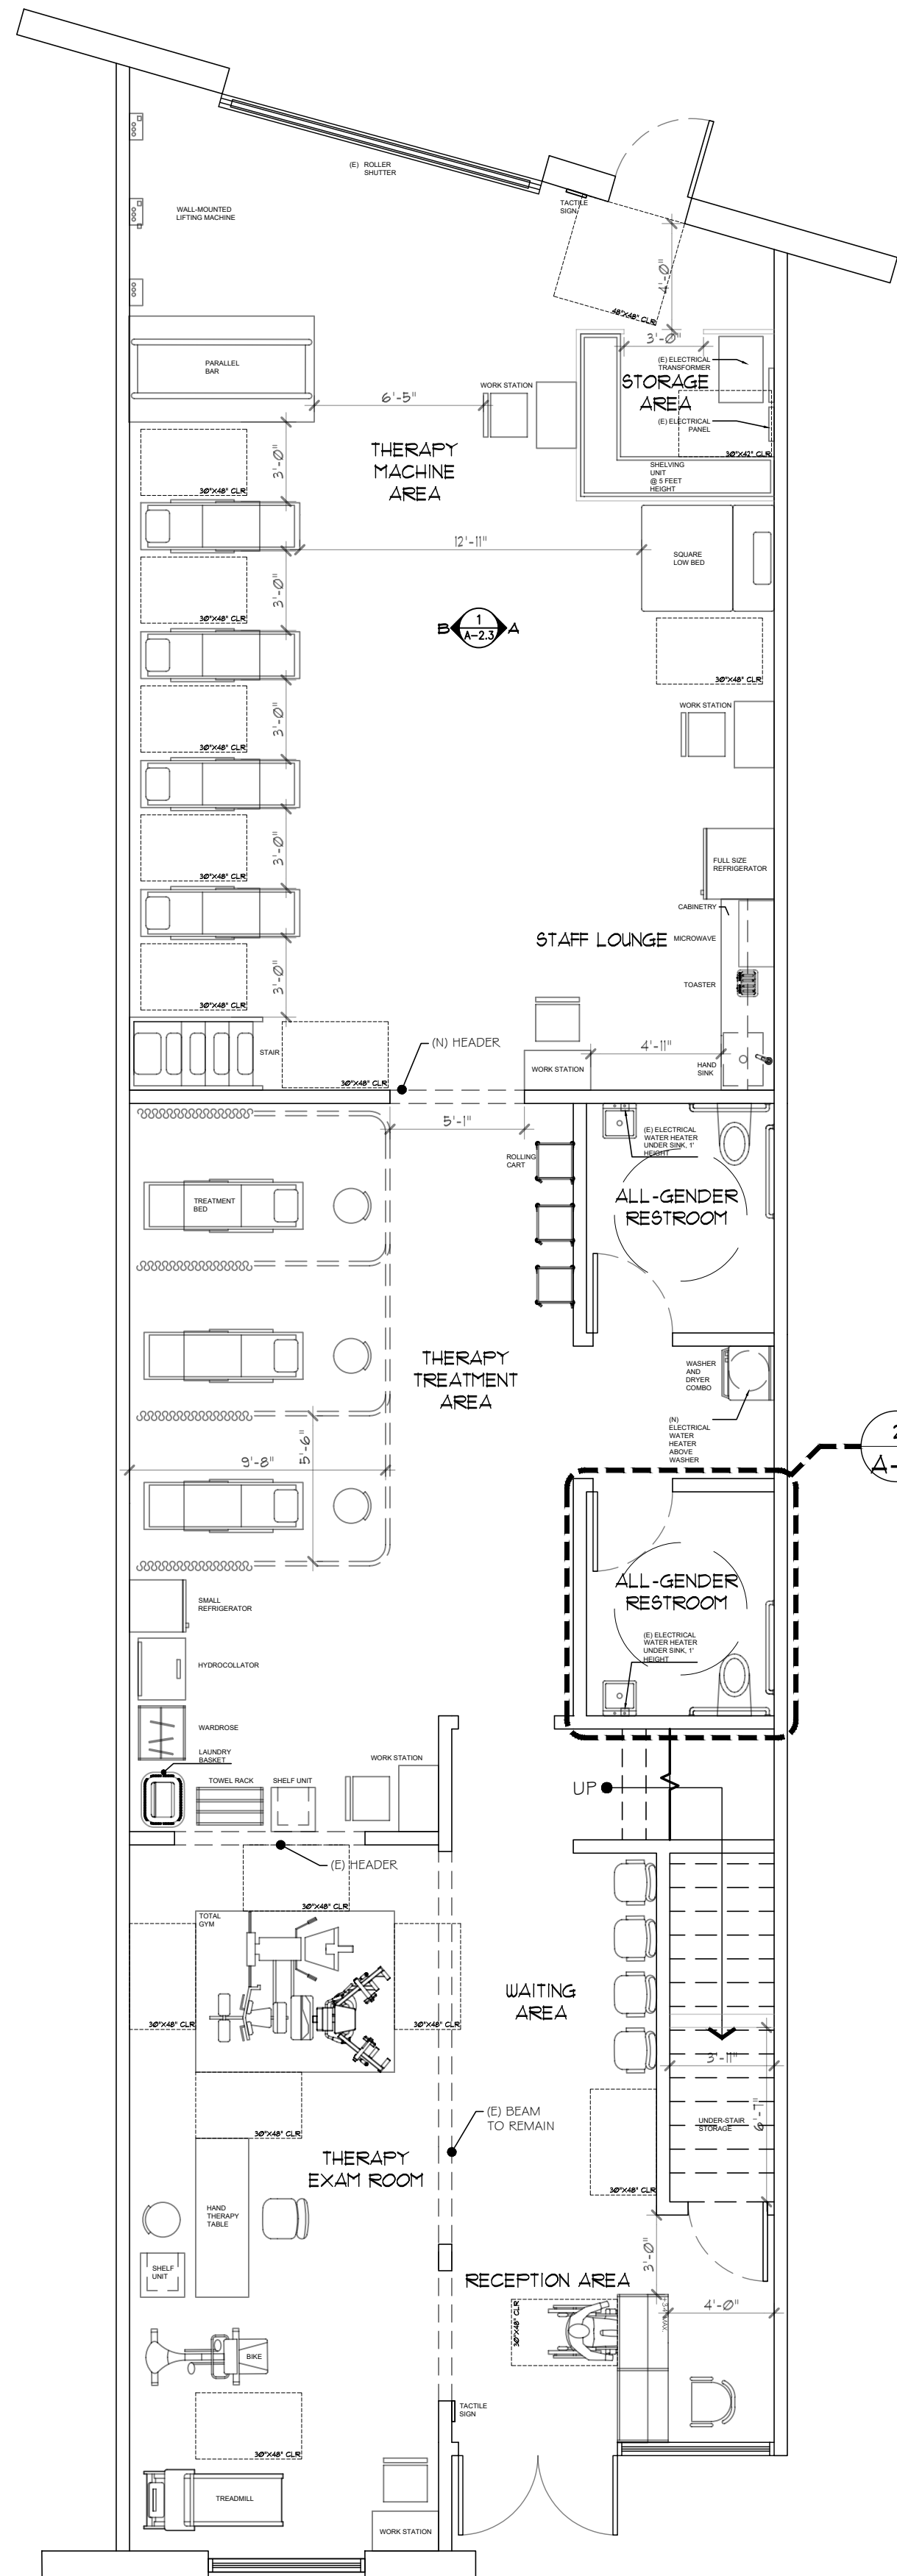 (E) ROLLER
SHUTTER
TACTILE
SIGN
WALL-MOUNTED
LIFTING MACHINE
4'-0"
48"X48" CLR.
3'-0"
(E) ELECTRICAL
TRANSFORMER
STORAGE
AREA
(E) ELECTRICAL
PANEL
30"X42" CLR.
SHELVING
UNIT
@ 5 FEET
HEIGHT
PARALLEL
BAR
6'-5"
WORK STATION
THERAPY
MACHINE
AREA
3'-0"
30"X48" CLR.
12'-11"
SQUARE
LOW BED
3'-0"
30"X48" CLR.
1
B A
A-2.3
30"X48" CLR.
WORK STATION
3'-0"
30"X48" CLR.
3'-0"
30"X48" CLR.
FULL SIZE
REFRIGERATOR
CABINETRY
STAFF LOUNGE
MICROWAVE
TOASTER
3'-0"
30"X48" CLR.
STAIR
30"X48" CLR.
(N) HEADER
4'-11"
WORK STATION
HAND
SINK
5'-1"
ROLLING
CART
(E) ELECTRICAL
WATER HEATER
UNDER SINK, 1'
HEIGHT
ALL-GENDER
RESTROOM
TREATMENT
BED
THERAPY
TREATMENT
AREA
WASHER
AND
DRYER
COMBO
(N)
ELECTRICAL
WATER
HEATER
ABOVE
WASHER
2
A-
9'-8"
5'-6"
ALL-GENDER
RESTROOM
(E) ELECTRICAL
WATER HEATER
UNDER SINK, 1'
HEIGHT
SMALL
REFRIGERATOR
HYDROCOLLATOR
WARDROSE
LAUNDRY
BASKET
TOWEL RACK
SHELF UNIT
WORK STATION
UP
(E) HEADER
30"X48" CLR.
TOTAL
GYM
30"X48" CLR.
30"X48" CLR.
WAITING
AREA
3'-11"
6'-7"
UNDER-STAIR
STORAGE
30"X48" CLR.
(E) BEAM
TO REMAIN
30"X48" CLR.
THERAPY
EXAM ROOM
HAND
THERAPY
TABLE
SHELF
UNIT
3'-0"
RECEPTION AREA
30"X48" CLR.
4'-0"
BIKE
30"X48" CLR.
TACTILE
SIGN
TREADMILL
WORK STATION